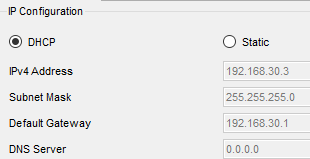 IP Configuration
DHCP Static
IPv4 Address 192.168.30.3
Subnet Mask 255.255.255.0
Default Gateway 192.168.30.1
DNS Server 0.0.0.0